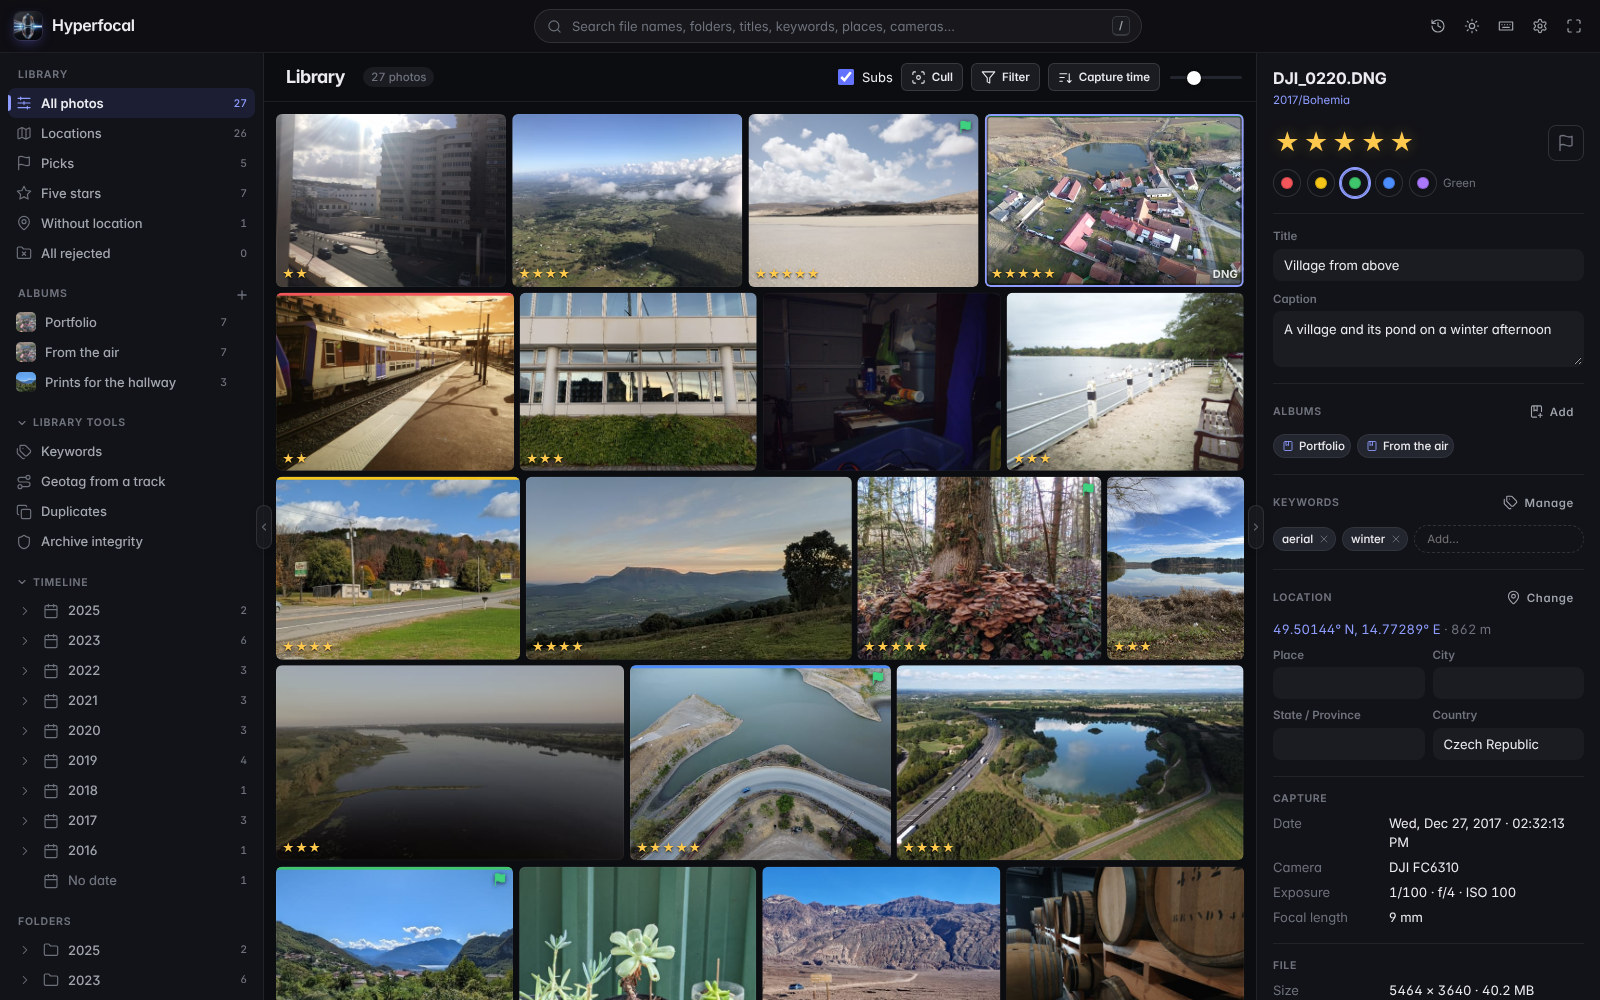 Hyperfocal
Search file names, folders, titles, keywords, places, cameras...
/
LIBRARY
All photos 27
Locations 26
Picks 5
Five stars 7
Without location 1
All rejected 0
ALBUMS
Portfolio 7
From the air 7
Prints for the hallway 3
LIBRARY TOOLS
Keywords
Geotag from a track
Duplicates
Archive integrity
TIMELINE
2025 2
2023 6
2022 3
2021 3
2020 3
2019 4
2018 1
2017 3
2016 1
No date 1
FOLDERS
2025 2
2023 6
Library 27 photos
Subs Cull Filter Capture time
DNG
DJI_0220.DNG
2017/Bohemia
Green
Title
Village from above
Caption
A village and its pond on a winter afternoon
ALBUMS Add
Portfolio From the air
KEYWORDS Manage
aerial winter Add...
LOCATION Change
49.50144° N, 14.77289° E · 862 m
Place City
State / Province Country
Czech Republic
CAPTURE
Date Wed, Dec 27, 2017 · 02:32:13
PM
Camera DJI FC6310
Exposure 1/100 · f/4 · ISO 100
Focal length 9 mm
FILE
Size 5464 × 3640 · 40.2 MB